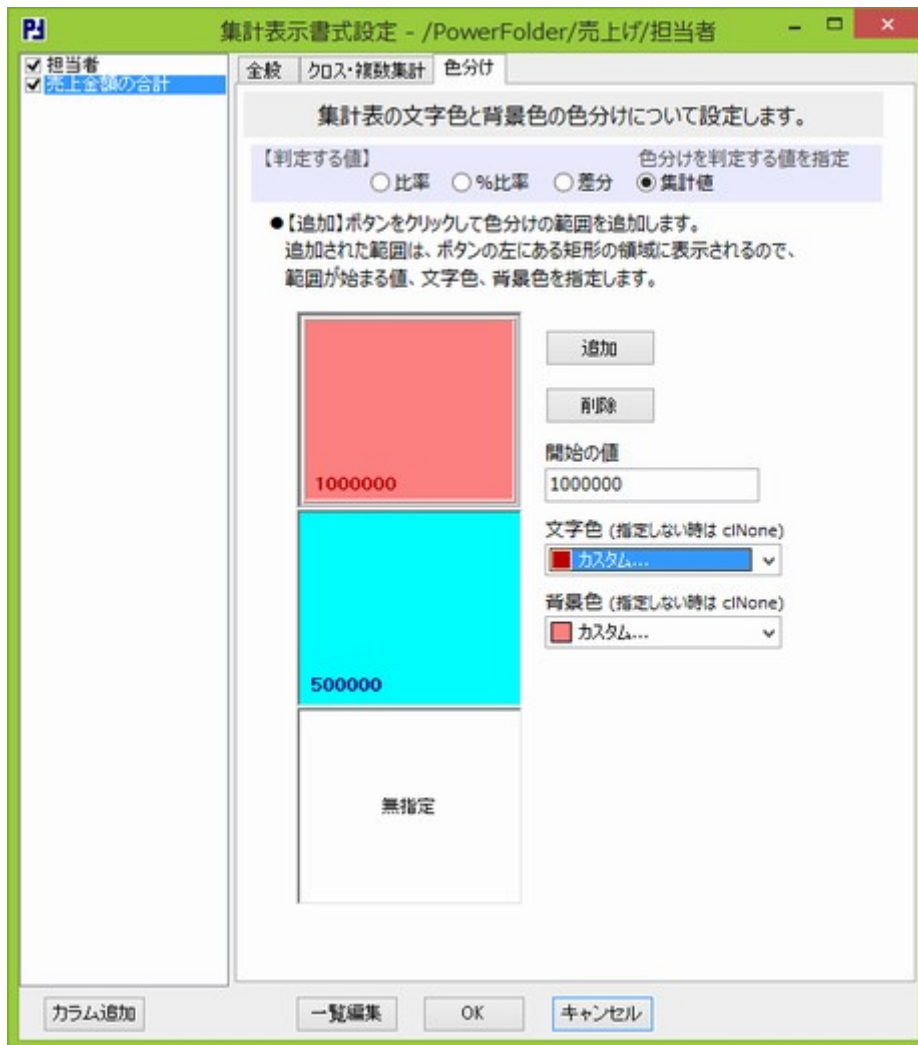 集計表示書式設定 - /PowerFolder/売上げ/担当者
担当者
売上金額の合計
全般 クロス・複数集計 色分け
集計表の文字色と背景色の色分けについて設定します。
【判定する値】 色分けを判定する値を指定
比率 %比率 差分 集計値
●【追加】ボタンをクリックして色分けの範囲を追加します。
追加された範囲は、ボタンの左にある矩形の領域に表示されるので、
範囲が始まる値、文字色、背景色を指定します。
追加
削除
開始の値
1000000
1000000
文字色 (指定しない時は clNone)
カスタム...
背景色 (指定しない時は clNone)
カスタム...
500000
無指定
カラム追加 一覧編集 OK キャンセル